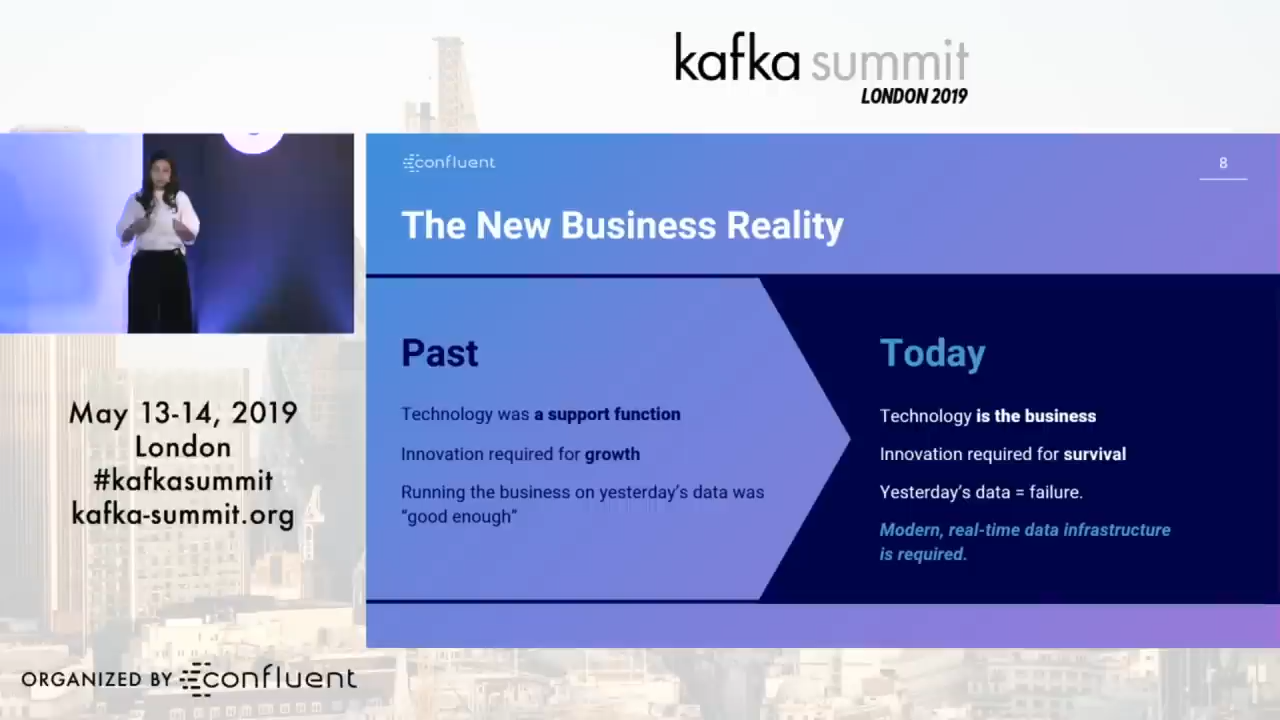 kafka summit
LONDON 2019
confluent
8
The New Business Reality
Past
Technology was a support function
Innovation required for growth
Running the business on yesterday's data was
"good enough"
Today
Technology is the business
Innovation required for survival
Yesterday's data = failure.
Modern, real-time data infrastructure
is required.
May 13-14, 2019
London
#kafkasummit
kafka-summit.org
ORGANIZED BY confluent